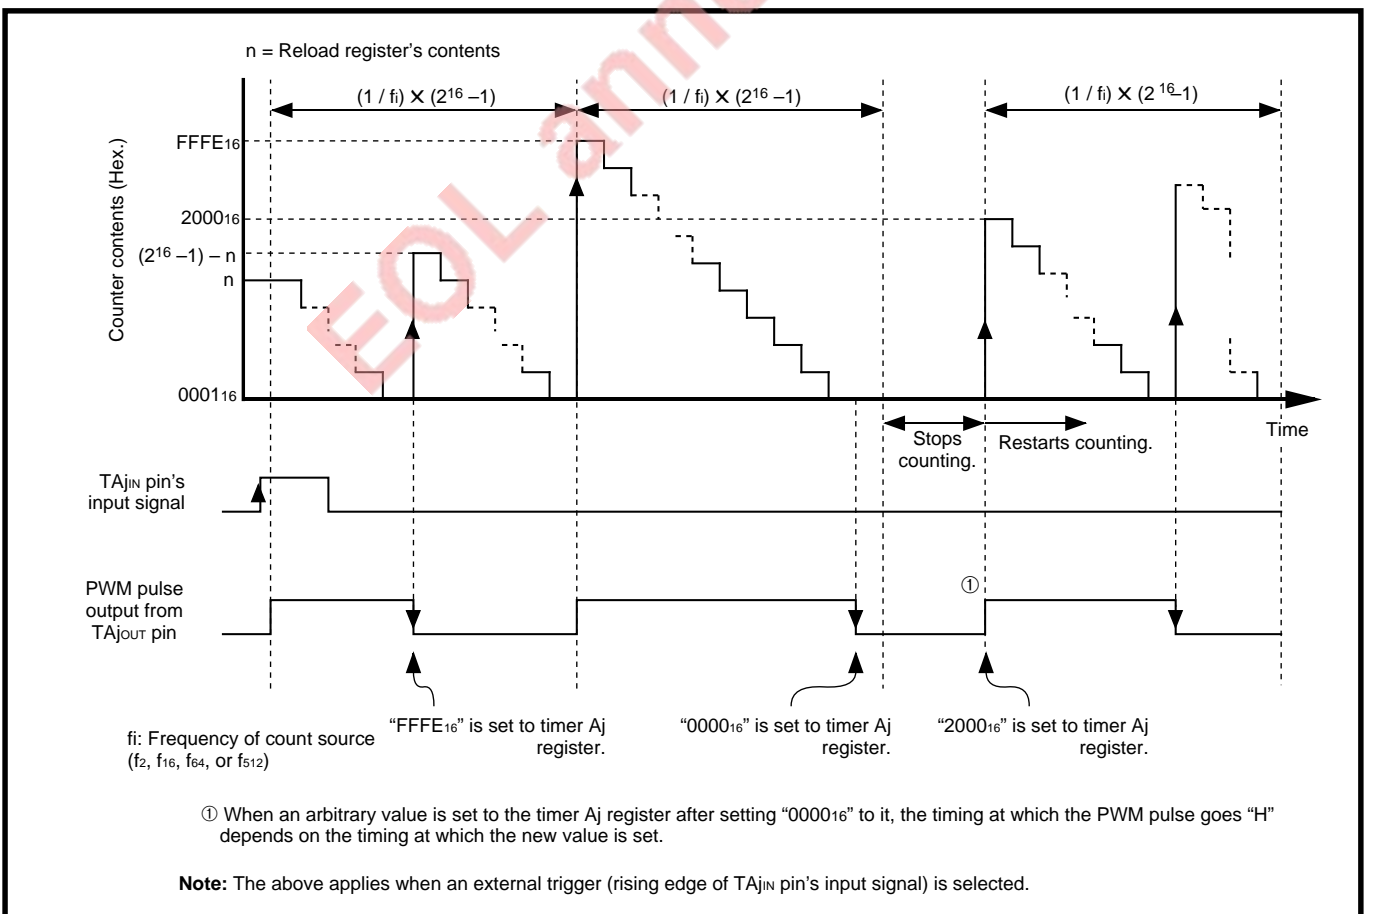 n = Reload register's contents
(1 / fi) X (2¹⁶ –1)
(1 / fi) X (2¹⁶ –1)
(1 / fi) X (2 ¹⁶–1)
Counter contents (Hex.)
FFFE₁₆
2000₁₆
(2¹⁶ –1) – n
n
0001₁₆
EOL ann
Stops
counting.
Restarts counting.
Time
TAjIN pin's
input signal
PWM pulse
output from
TAjOUT pin
①
"FFFE₁₆" is set to timer Aj
register.
"0000₁₆" is set to timer Aj
register.
"2000₁₆" is set to timer Aj
register.
fi: Frequency of count source
(f₂, f₁₆, f₆₄, or f₅₁₂)
① When an arbitrary value is set to the timer Aj register after setting "0000₁₆" to it, the timing at which the PWM pulse goes "H"
depends on the timing at which the new value is set.
Note: The above applies when an external trigger (rising edge of TAjIN pin's input signal) is selected.